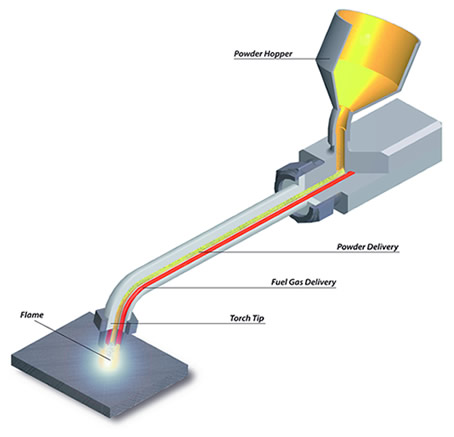 Powder Hopper
Powder Delivery
Fuel Gas Delivery
Flame
Torch Tip